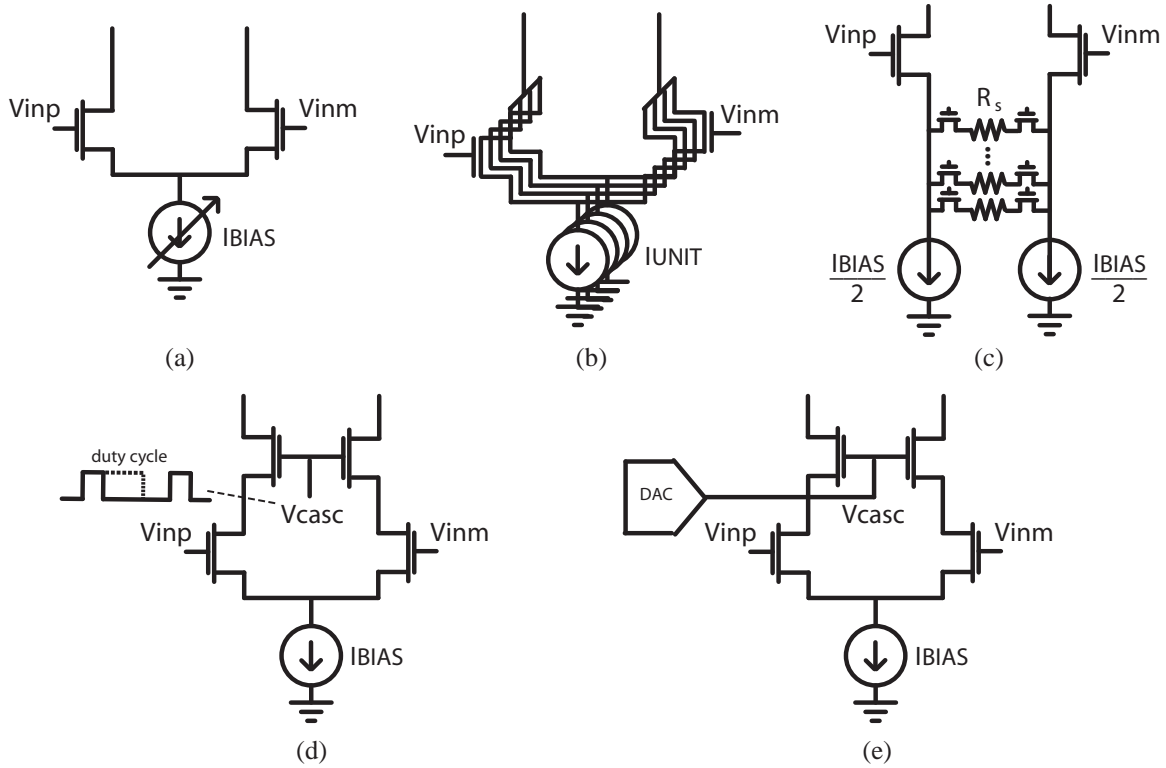 Vinp
Vinm
IBIAS
(a)
Vinp
Vinm
IUNIT
(b)
Vinp
Vinm
Rs
IBIAS
2
IBIAS
2
(c)
duty cycle
Vcasc
Vinp
Vinm
IBIAS
(d)
DAC
Vcasc
Vinp
Vinm
IBIAS
(e)